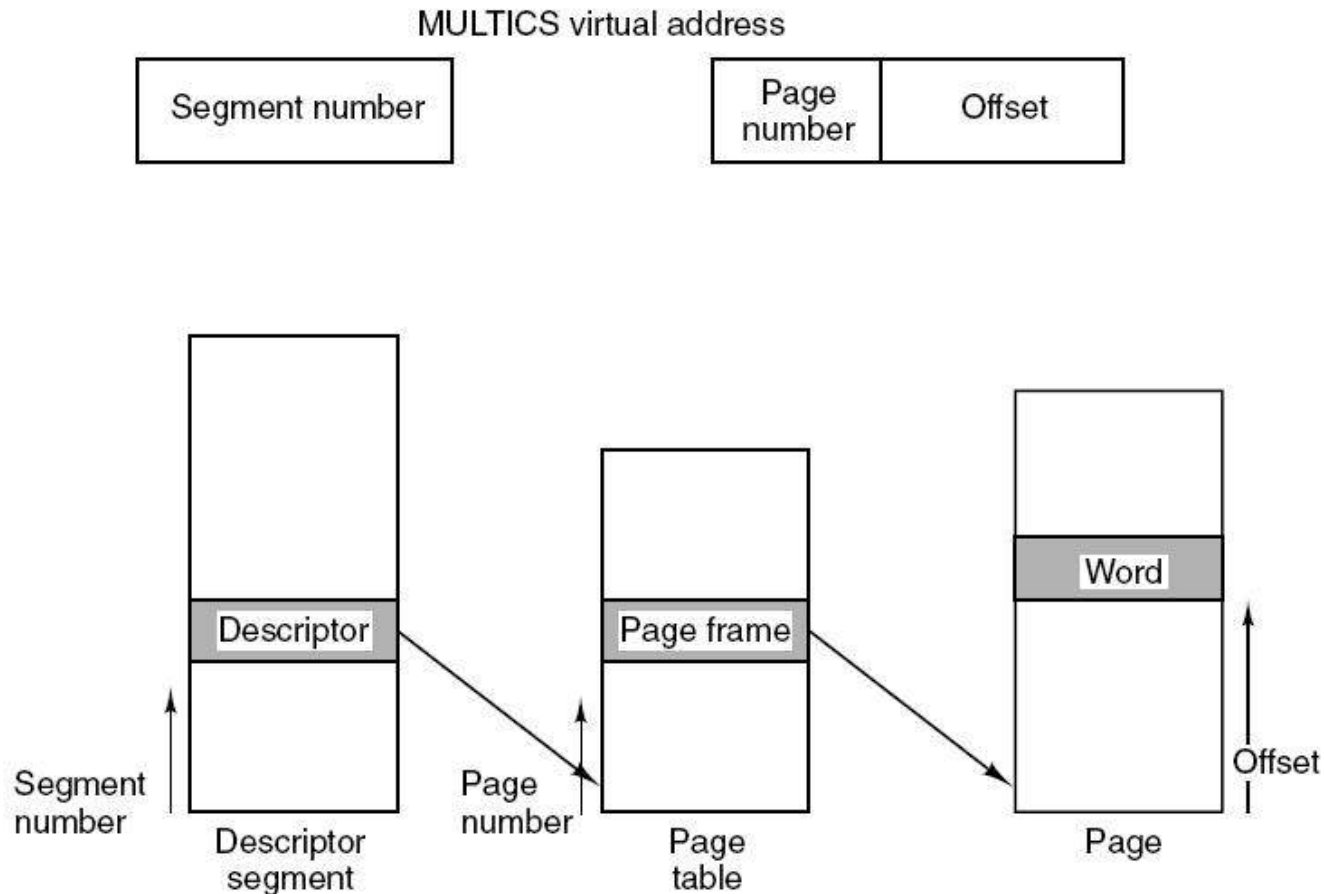 MULTICS virtual address
Segment number
Page
number
Offset
Descriptor
Page frame
Word
Segment
number
Page
number
Offset
Descriptor
segment
Page
table
Page